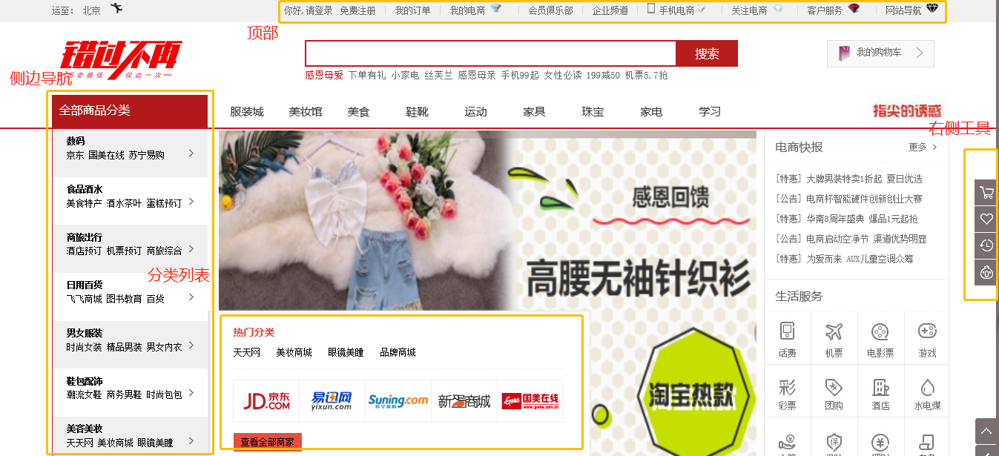 运至: 北京
你好,请登录 免费注册 我的订单 我的电商 会员俱乐部 企业频道 手机电商 关注电商 客户服务 网站导航
顶部
错过不再
历史最低 仅此一次
搜索
我的购物车
感恩母爱 下单有礼 小家电 丝芙兰 感恩母亲 手机99起 女性必读 199减50 机票5.7抢
侧边导航
全部商品分类
服装城 美妆馆 美食 鞋靴 运动 家具 珠宝 家电 学习
指尖的诱惑
右侧工具
数码
京东 国美在线 苏宁易购
食品酒水
美食特产 酒水茶叶 蛋糕预订
商旅出行
酒店预订 机票预订 商旅综合
分类列表
日用百货
飞飞商城 图书教育 百货
男女服装
时尚女装 精品男装 男女内衣
鞋包配饰
潮流女鞋 商务男鞋 时尚包包
美容美妆
天天网 美妆商城 眼镜美瞳
感恩回馈
高腰无袖针织衫
淘宝热款
热门分类
天天网 美妆商城 眼镜美瞳 品牌商城
JD.京东
JD.COM
易迅网
yixun.com
Suning.com
苏宁易购
新蛋商城
GOME 国美在线
www.gome.com.cn
查看全部商家
电商快报 更多
[特惠] 大牌男装特卖1折起 夏日优选
[公告] 电商杯智能硬件创新创业大赛
[特惠] 华南8周年盛典 爆品1元起抢
[公告] 电商启动空净节 渠道优势明显
[特惠] 为爱而来 AUX儿童空调众筹
生活服务
话费 机票 电影票 游戏
彩
彩票 团购 酒店 水电煤
保